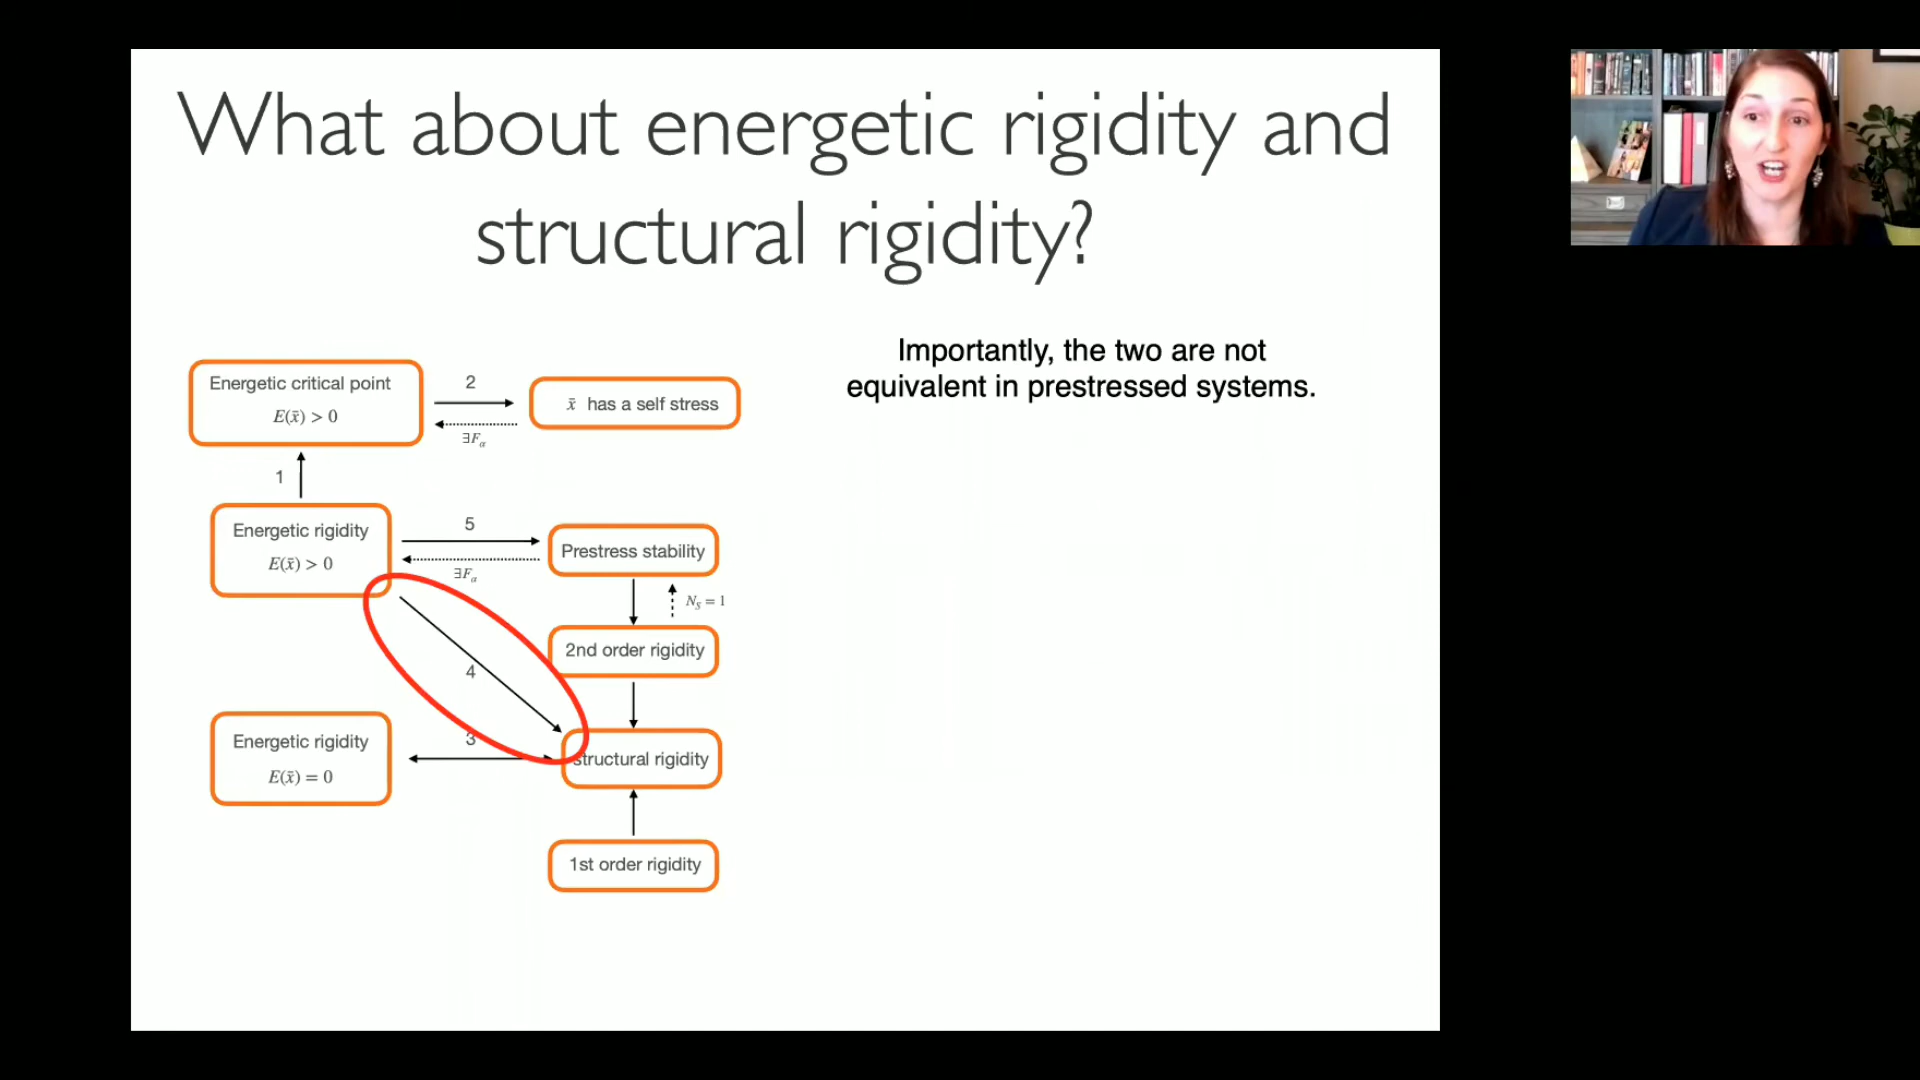 What about energetic rigidity and
structural rigidity?
Importantly, the two are not
equivalent in prestressed systems.
Energetic critical point
E(x̄) > 0
2
∃Fα
x̄ has a self stress
1
Energetic rigidity
E(x̄) > 0
5
∃Fα
Prestress stability
N_S = 1
2nd order rigidity
4
Energetic rigidity
E(x̄) = 0
3
structural rigidity
1st order rigidity